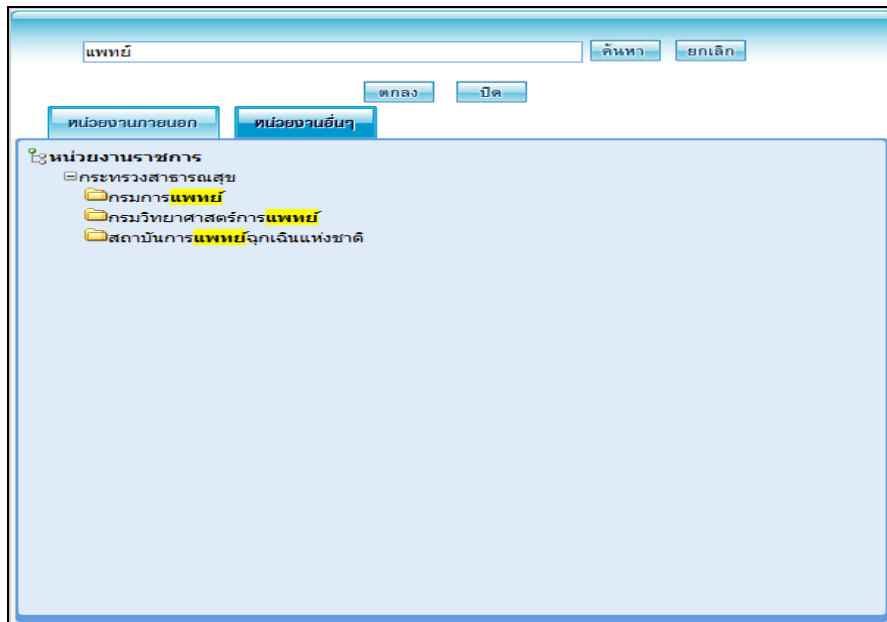 แพทย์ ค้นหา ยกเลิก
ตกลง ปิด
หน่วยงานภายนอก หน่วยงานอื่นๆ
หน่วยงานราชการ
กระทรวงสาธารณสุข
กรมการแพทย์
กรมวิทยาศาสตร์การแพทย์
สถาบันการแพทย์ฉุกเฉินแห่งชาติ